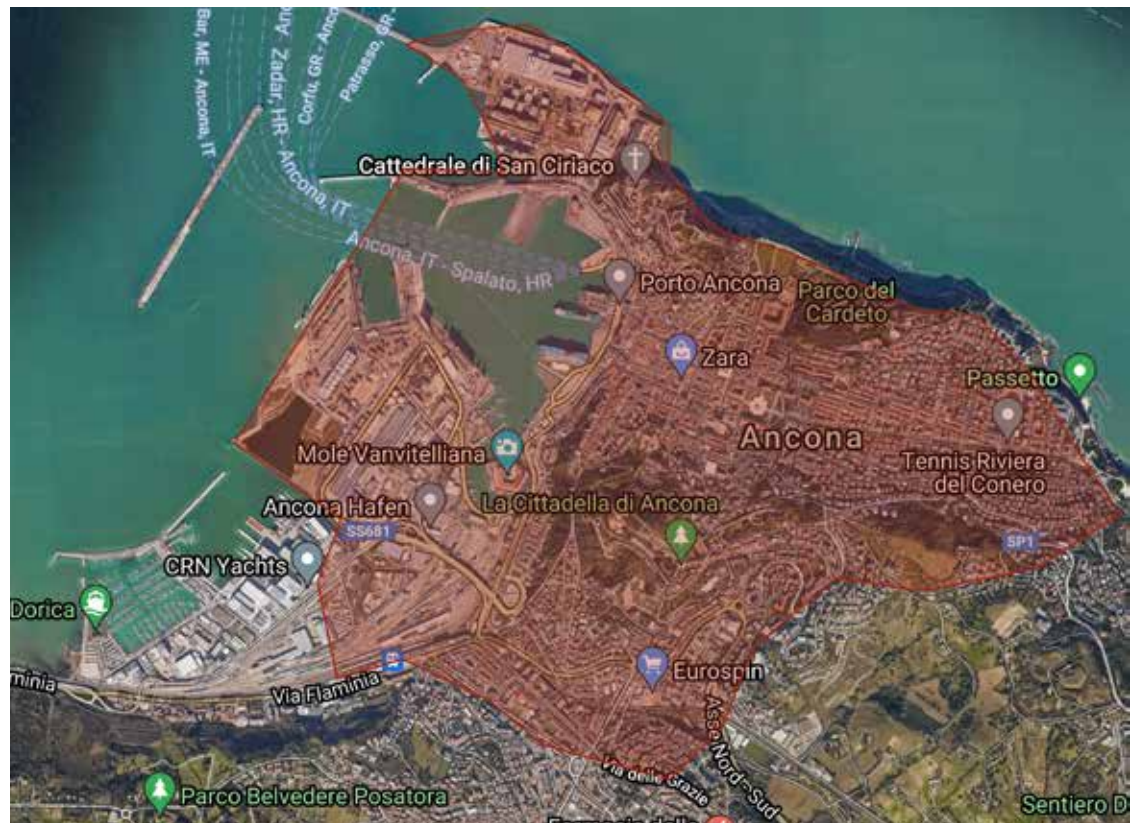 Bar, ME - Ancona, IT
Zadar, HR - Ancona, IT
Corfu, GR - Anco
Patrasso, GR -
Anc
Cattedrale di San Ciriaco
Ancona, IT - Spalato, HR
Porto Ancona
Parco del
Cardeto
Zara
Passetto
Ancona
Mole Vanvitelliana
Tennis Riviera
del Conero
La Cittadella di Ancona
Ancona Hafen
SS681
SP1
CRN Yachts
Dorica
Eurospin
Via Flaminia
minia
Asse Nord-Sud
Via delle Grazie
Parco Belvedere Posatora
Sentiero D